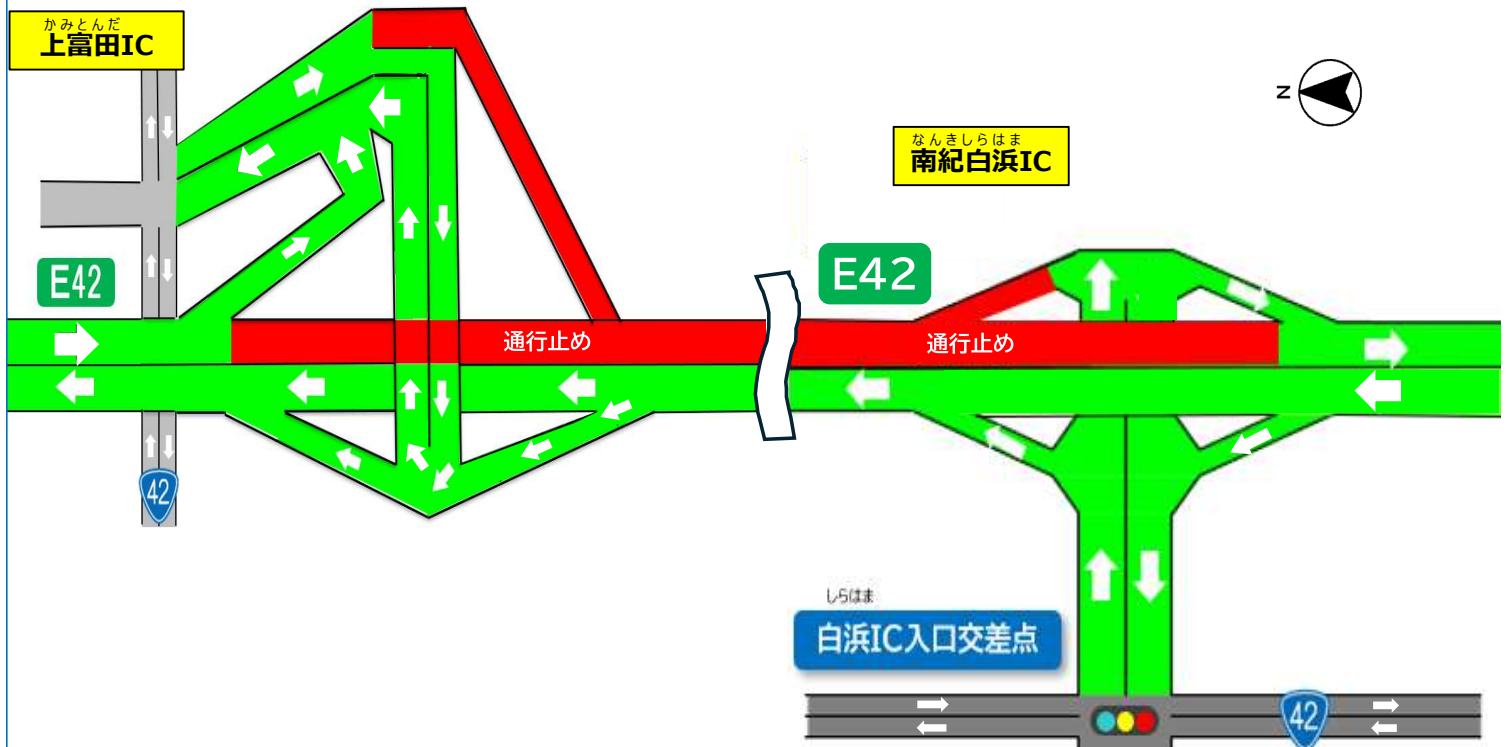 かみとんだ
上富田IC
N
なんきしらはま
南紀白浜IC
E42
E42
通行止め
通行止め
42
しらはま
白浜IC入口交差点
42